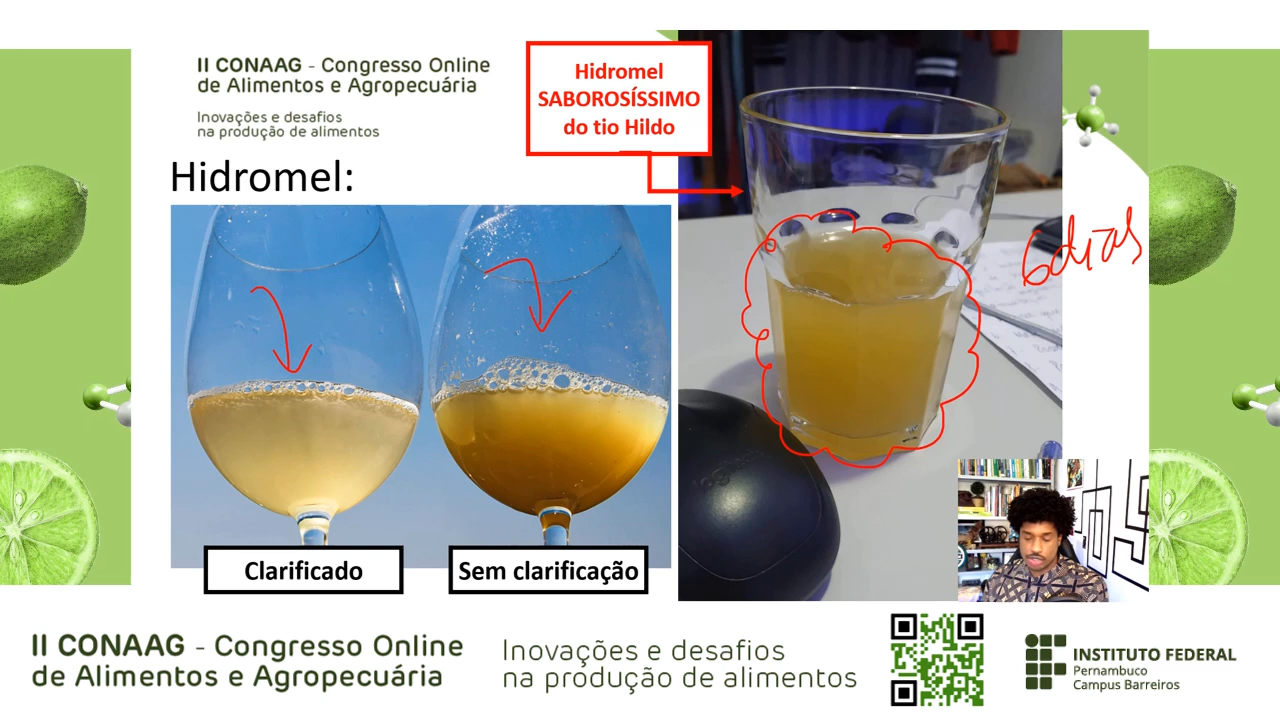 II CONAAG - Congresso Online
de Alimentos e Agropecuária
Inovações e desafios
na produção de alimentos
Hidromel:
Hidromel
SABOROSÍSSIMO
do tio Hildo
6 dias
Clarificado
Sem clarificação
II CONAAG - Congresso Online
de Alimentos e Agropecuária
Inovações e desafios
na produção de alimentos
INSTITUTO FEDERAL
Pernambuco
Campus Barreiros